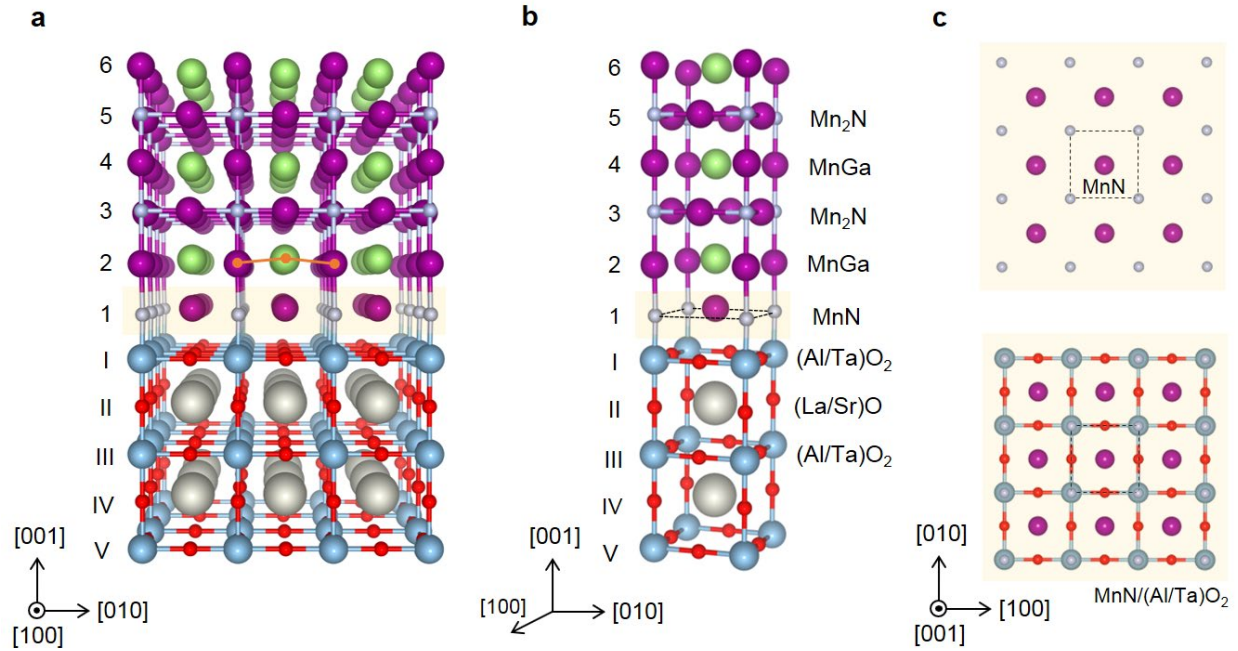 a
6
5
4
3
2
1
I
II
III
IV
V
[001]
[010]
[100]
b
6
5
Mn₂N
4
MnGa
3
Mn₂N
2
MnGa
1
MnN
I
(Al/Ta)O₂
II
(La/Sr)O
III
(Al/Ta)O₂
IV
V
[001]
[100]
[010]
c
MnN
MnN/(Al/Ta)O₂
[010]
[100]
[001]